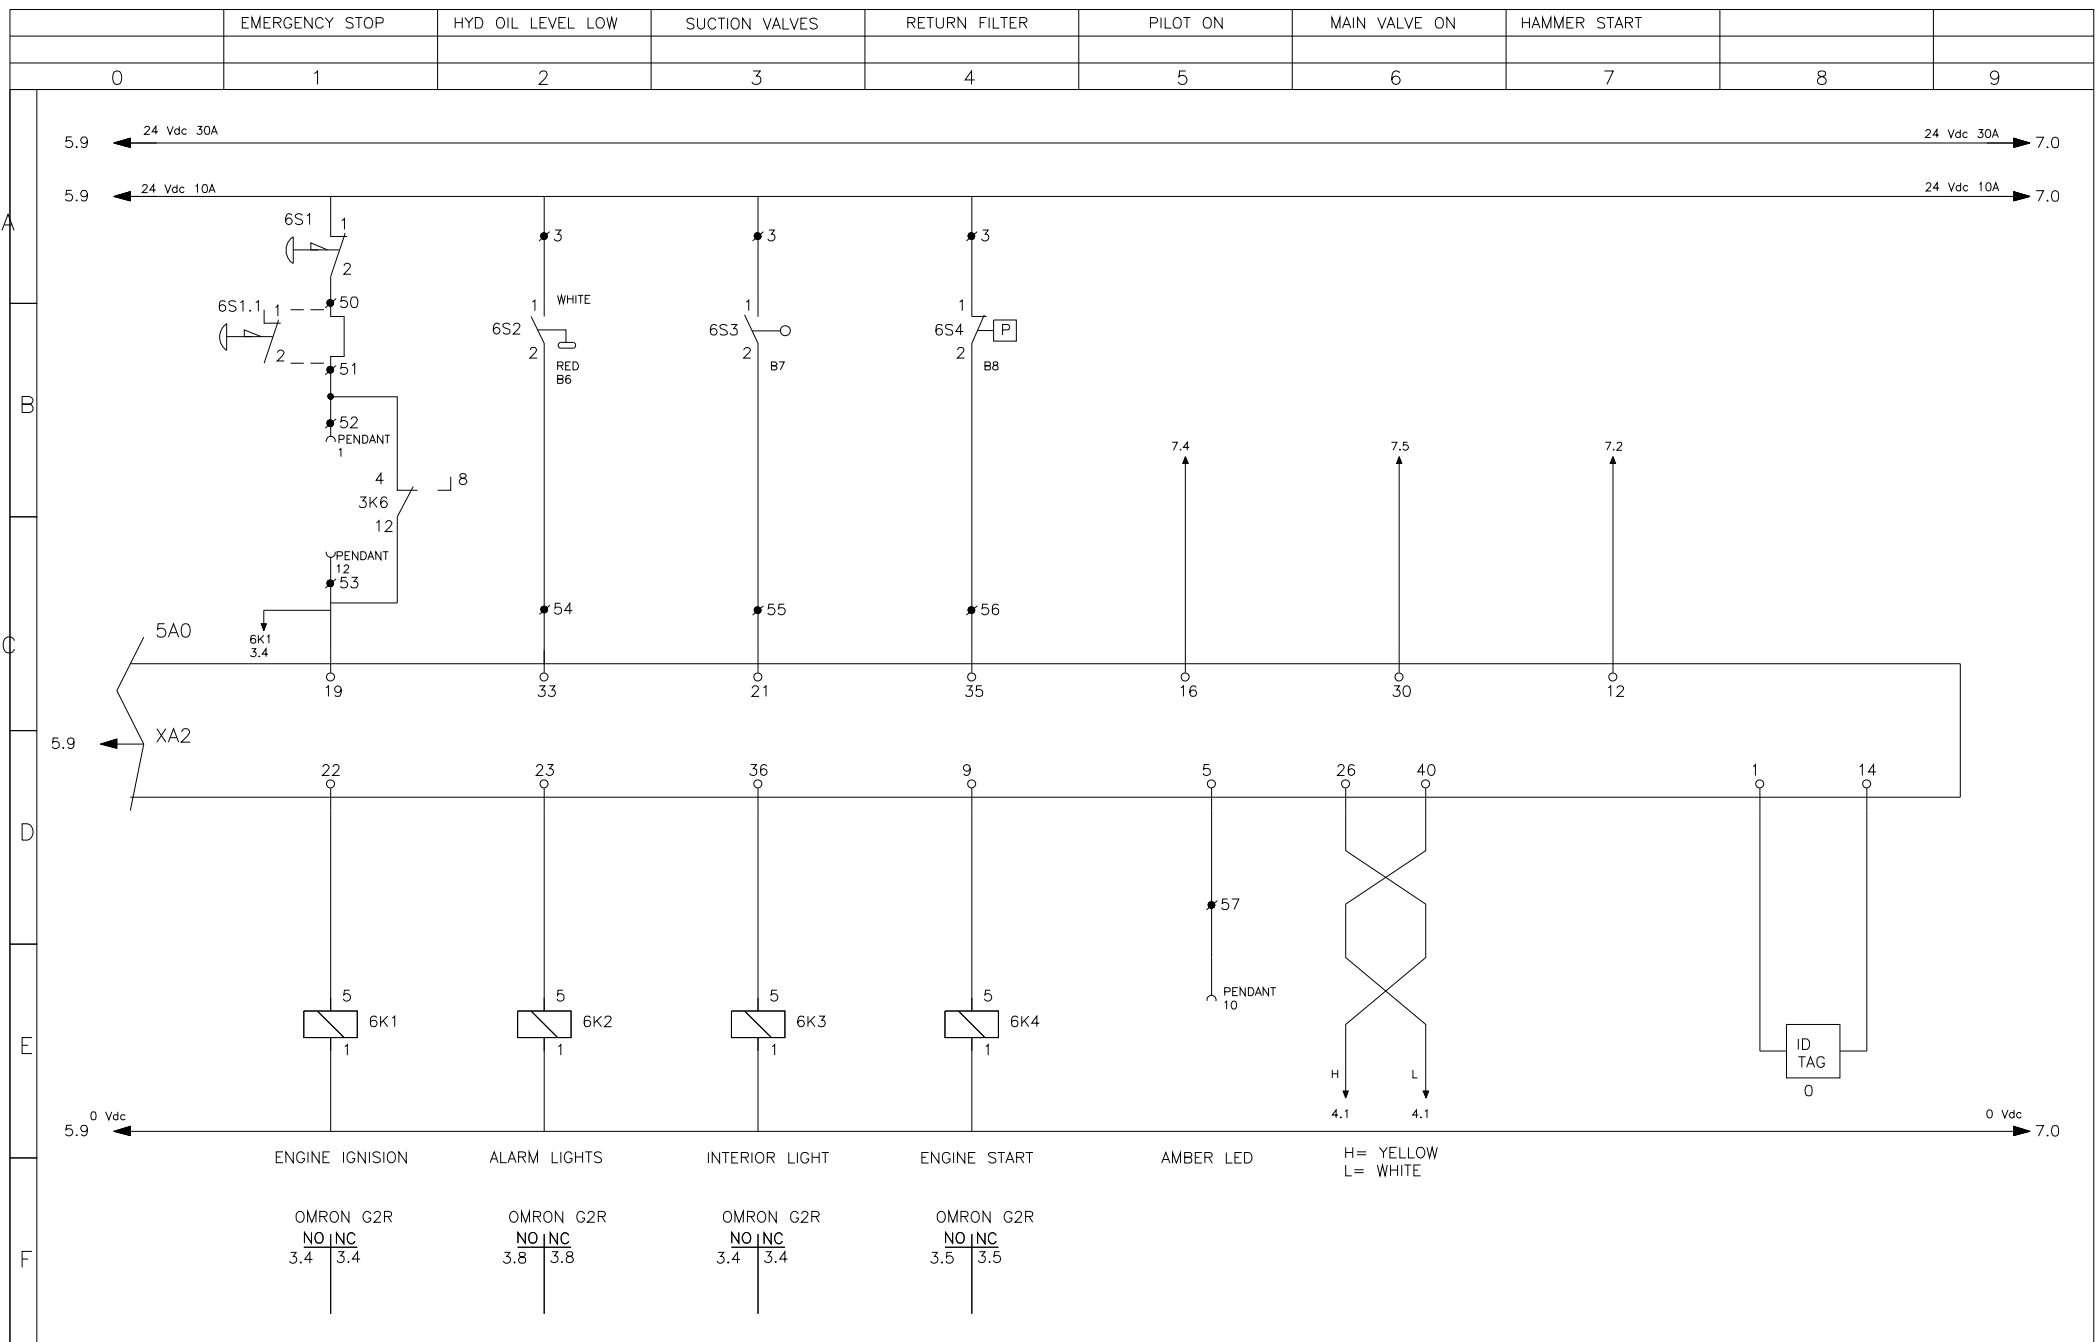 EMERGENCY STOP
HYD OIL LEVEL LOW
SUCTION VALVES
RETURN FILTER
PILOT ON
MAIN VALVE ON
HAMMER START
0 1 2 3 4 5 6 7 8 9
5.9
24 Vdc 30A
24 Vdc 30A
7.0
5.9
24 Vdc 10A
24 Vdc 10A
7.0
A
6S1
1
2
3
3
3
50
6S1.1
1
2
51
1
WHITE
6S2
2
RED
B6
1
6S3
2
B7
1
6S4
P
2
B8
B
52
PENDANT
1
7.4
7.5
7.2
4
8
3K6
12
PENDANT
12
53
54
55
56
6K1
3.4
5A0
C
19
33
21
35
16
30
12
5.9
XA2
22
23
36
9
5
26
40
1
14
D
57
PENDANT
10
5
6K1
1
5
6K2
1
5
6K3
1
5
6K4
1
E
ID
TAG
0
H
L
4.1
4.1
0 Vdc
5.9
0 Vdc
7.0
ENGINE IGNISION
ALARM LIGHTS
INTERIOR LIGHT
ENGINE START
AMBER LED
H= YELLOW
L= WHITE
OMRON G2R
NO NC
3.4 3.4
OMRON G2R
NO NC
3.8 3.8
OMRON G2R
NO NC
3.4 3.4
OMRON G2R
NO NC
3.5 3.5
F